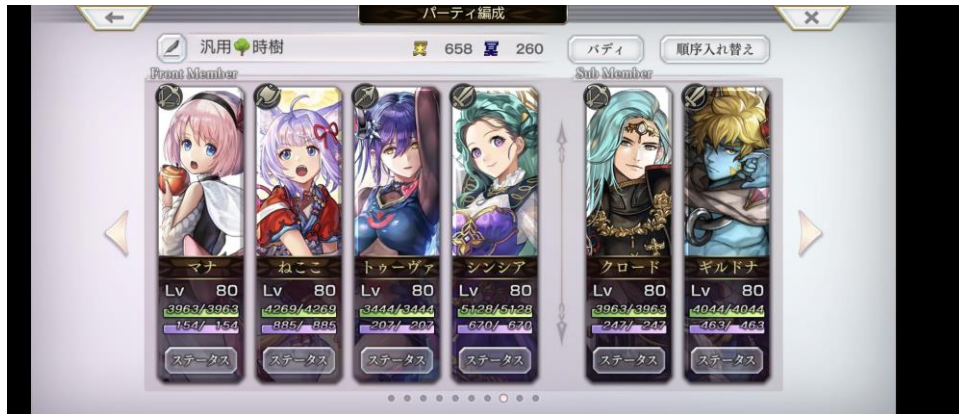 パーティ編成
汎用🌳時樹 658 260 バディ 順序入れ替え
Front Member Sub Member
マナ ねここ トゥーヴァ シンシア クロード ギルドナ
Lv 80 Lv 80 Lv 80 Lv 80 Lv 80 Lv 80
3963/3963 4269/4269 3444/3444 5128/5128 3963/3963 4044/4044
154/ 154 885/ 885 207/ 207 670/ 670 247/ 247 463/ 463
ステータス ステータス ステータス ステータス ステータス ステータス